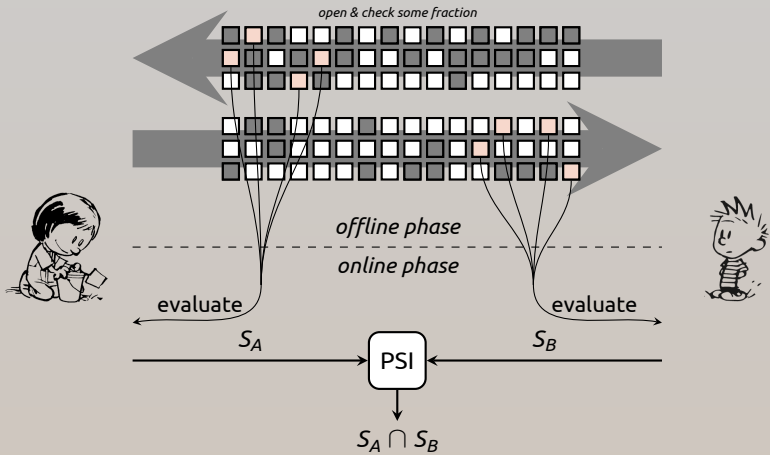 open & check some fraction
offline phase
online phase
evaluate
evaluate
S_A
S_B
PSI
S_A ∩ S_B